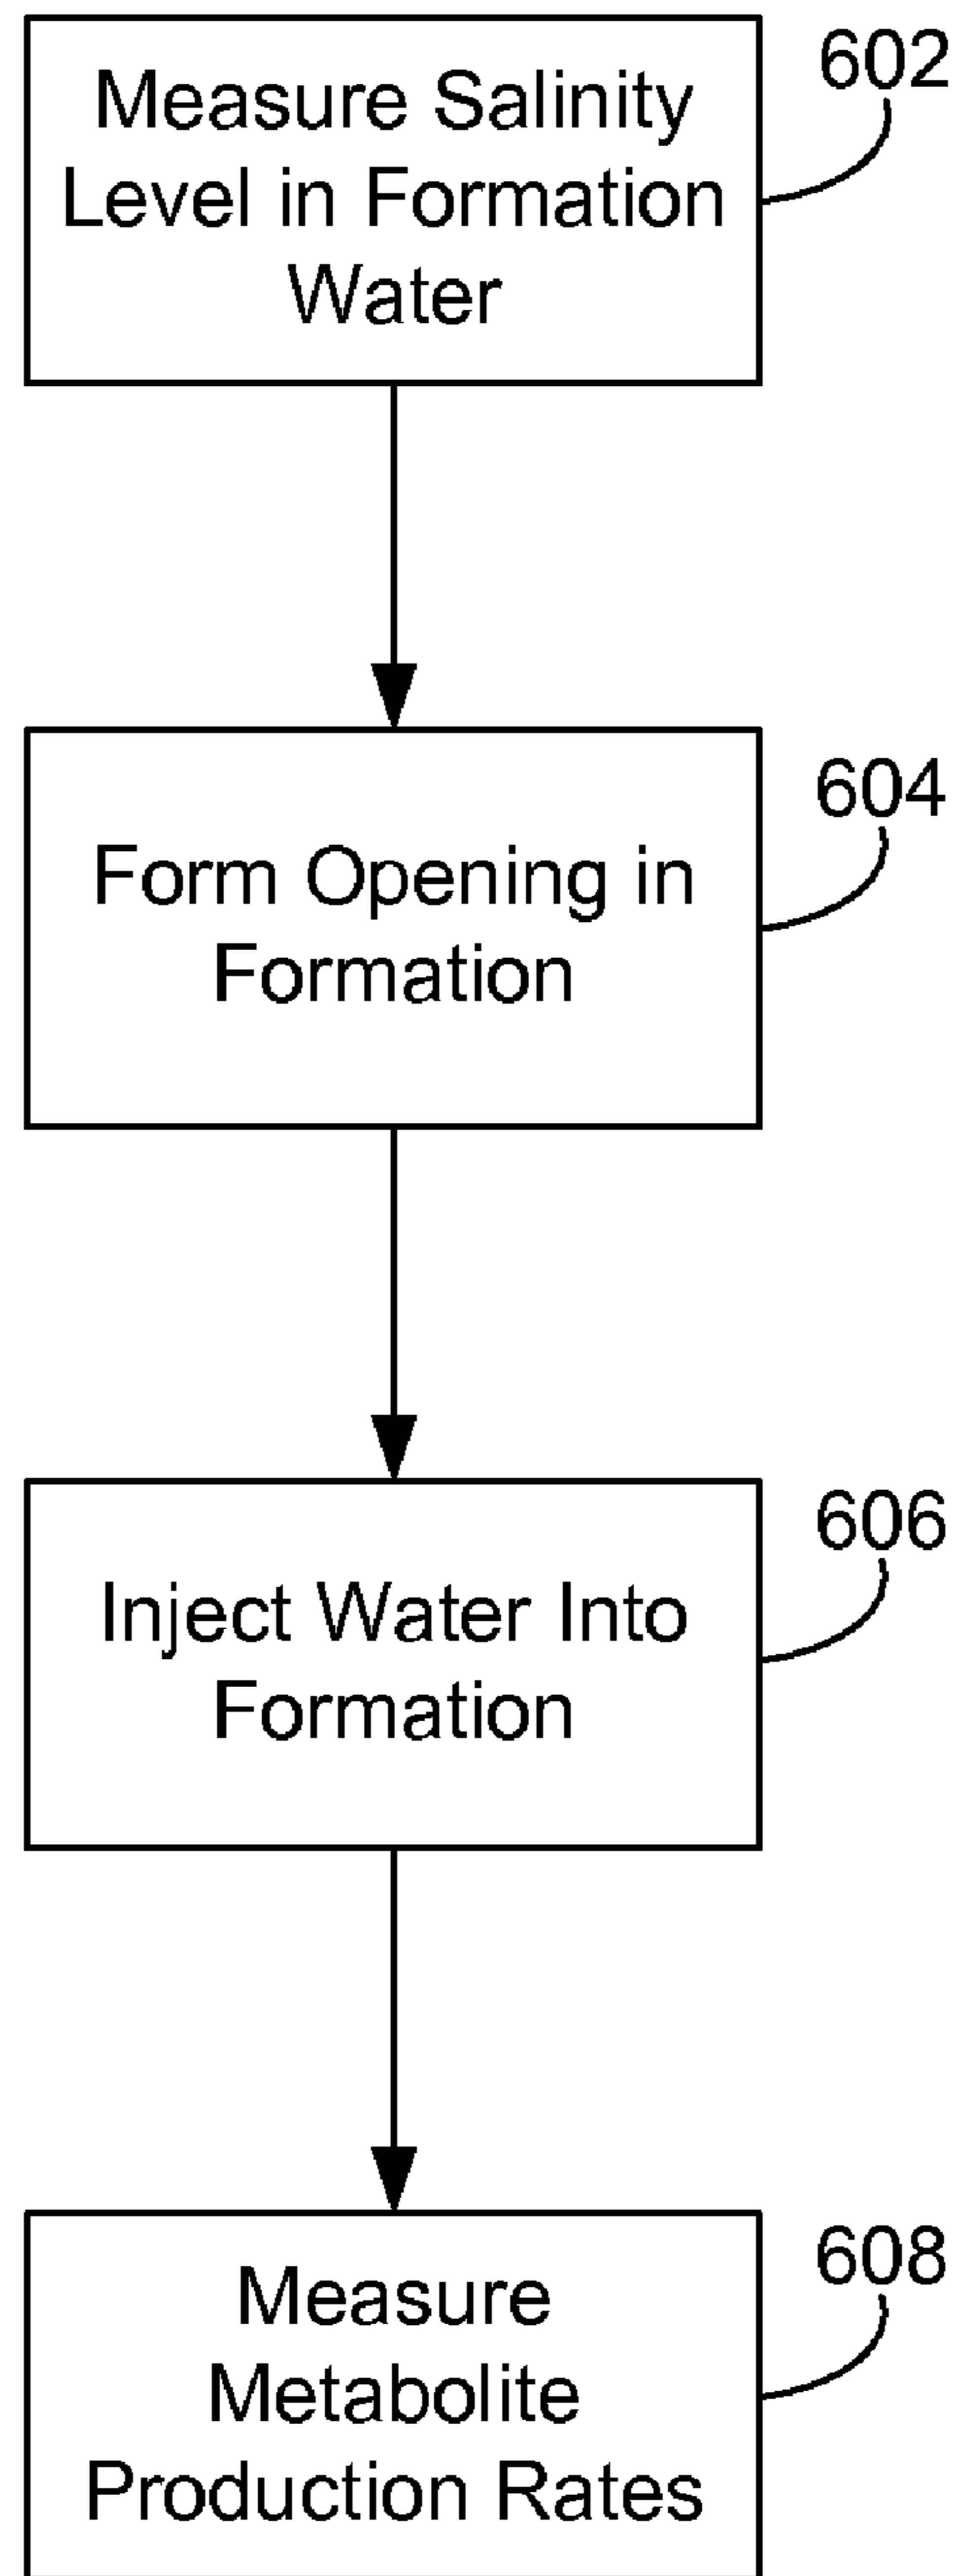 Measure Salinity
Level in Formation
Water
602
Form Opening in
Formation
604
Inject Water Into
Formation
606
Measure
Metabolite
Production Rates
608